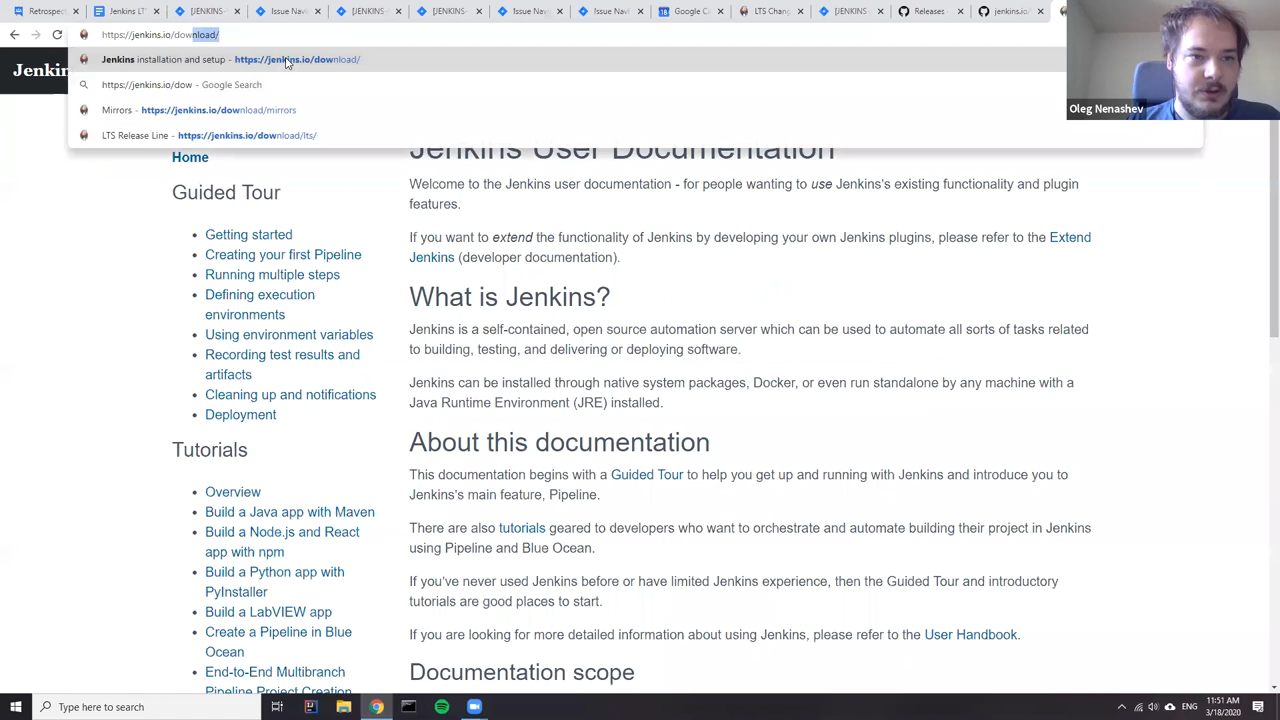 Retrospect
Jenkins LT
[JENKINS-
Issue Navi
[JENKINS-
[JENKINS-
Issue Navi
Issue Navi
Google Ca
LTS Chang
[JENKINS-
Releases
jenkins.io/
https://jenkins.io/download/
Jenkins installation and setup - https://jenkins.io/download/
https://jenkins.io/dow - Google Search
Mirrors - https://jenkins.io/download/mirrors
LTS Release Line - https://jenkins.io/download/lts/
Jenkin
Oleg Nenashev
Home
Guided Tour
Getting started
Creating your first Pipeline
Running multiple steps
Defining execution
environments
Using environment variables
Recording test results and
artifacts
Cleaning up and notifications
Deployment
Tutorials
Overview
Build a Java app with Maven
Build a Node.js and React
app with npm
Build a Python app with
PyInstaller
Build a LabVIEW app
Create a Pipeline in Blue
Ocean
End-to-End Multibranch
Pipeline Project Creation
Jenkins User Documentation
Welcome to the Jenkins user documentation - for people wanting to use Jenkins's existing functionality and plugin
features.
If you want to extend the functionality of Jenkins by developing your own Jenkins plugins, please refer to the Extend
Jenkins (developer documentation).
What is Jenkins?
Jenkins is a self-contained, open source automation server which can be used to automate all sorts of tasks related
to building, testing, and delivering or deploying software.
Jenkins can be installed through native system packages, Docker, or even run standalone by any machine with a
Java Runtime Environment (JRE) installed.
About this documentation
This documentation begins with a Guided Tour to help you get up and running with Jenkins and introduce you to
Jenkins's main feature, Pipeline.
There are also tutorials geared to developers who want to orchestrate and automate building their project in Jenkins
using Pipeline and Blue Ocean.
If you've never used Jenkins before or have limited Jenkins experience, then the Guided Tour and introductory
tutorials are good places to start.
If you are looking for more detailed information about using Jenkins, please refer to the User Handbook.
Documentation scope
Type here to search
ENG
11:51 AM
3/18/2020